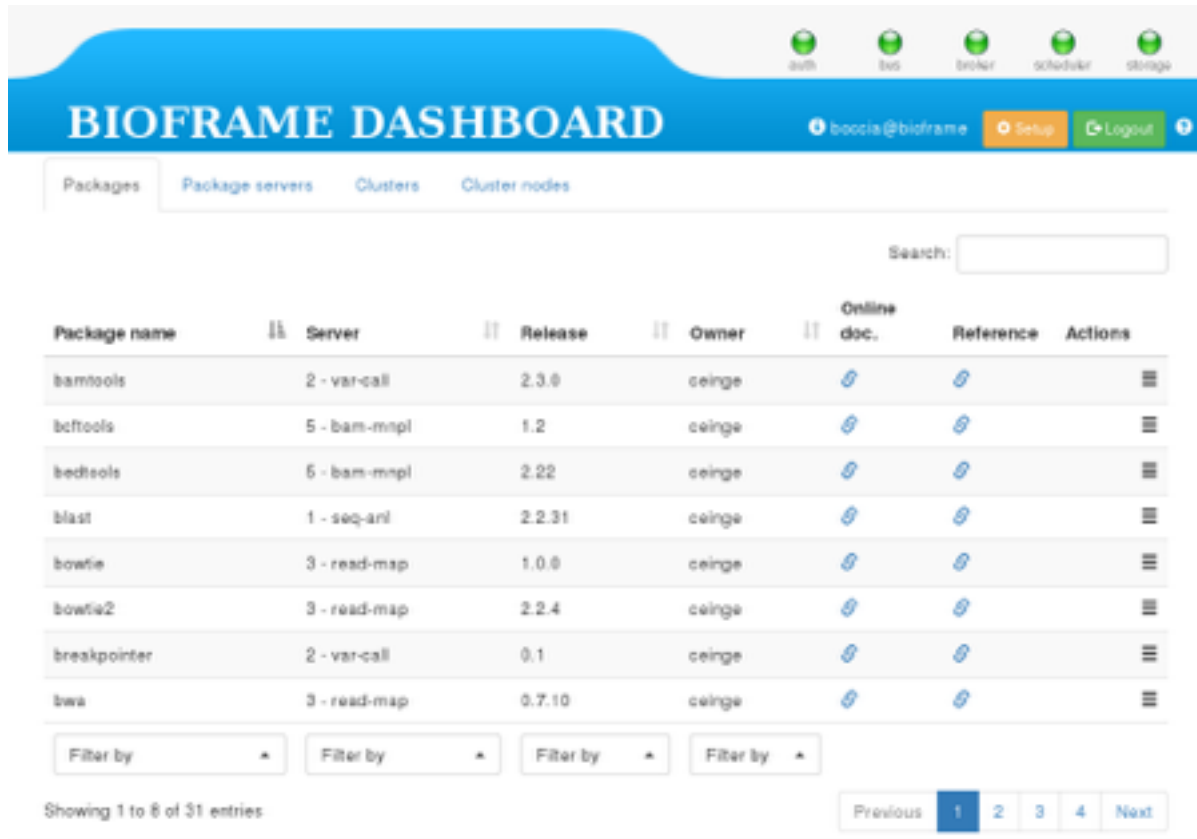 auth bus broker scheduler storage
BIOFRAME DASHBOARD
boccia@bioframe Setup Logout
Packages Package servers Clusters Cluster nodes
Search:
Package name Server Release Owner Online doc. Reference Actions
bamtools 2 - var-call 2.3.0 ceinge
bcftools 5 - bam-mnpl 1.2 ceinge
bedtools 5 - bam-mnpl 2.22 ceinge
blast 1 - seq-anl 2.2.31 ceinge
bowtie 3 - read-map 1.0.0 ceinge
bowtie2 3 - read-map 2.2.4 ceinge
breakpointer 2 - var-call 0.1 ceinge
bwa 3 - read-map 0.7.10 ceinge
Filter by Filter by Filter by Filter by
Showing 1 to 8 of 31 entries Previous 1 2 3 4 Next